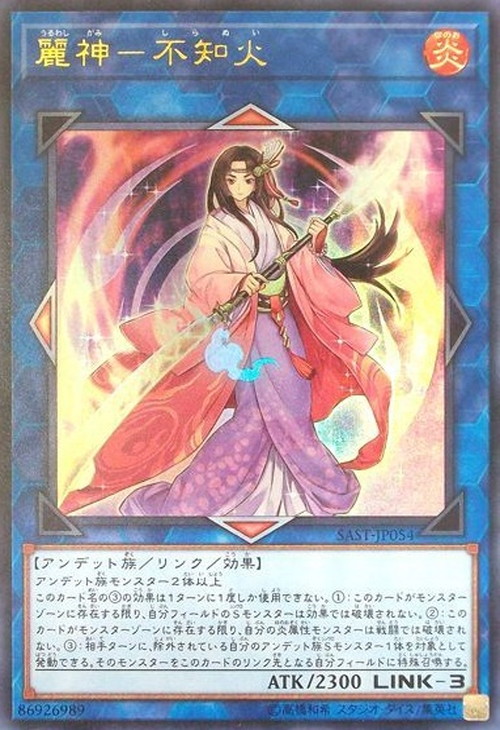 うるわし がみ しらぬい
麗神－不知火
炎
SAST-JP054
【アンデット族／リンク／効果】
アンデット族モンスター２体以上
このカード名の③の効果は１ターンに１度しか使用できない。①：このカードがモンスター
ゾーンに存在する限り、自分フィールドのＳモンスターは効果では破壊されない。②：この
カードがモンスターゾーンに存在する限り、自分の炎属性モンスターは戦闘では破壊され
ない。③：相手ターンに、除外されている自分のアンデット族Ｓモンスター１体を対象として
発動できる。そのモンスターをこのカードのリンク先となる自分フィールドに特殊召喚する。
ATK/2300 LINK-3
86926989 ©高橋和希 スタジオ・ダイス/集英社